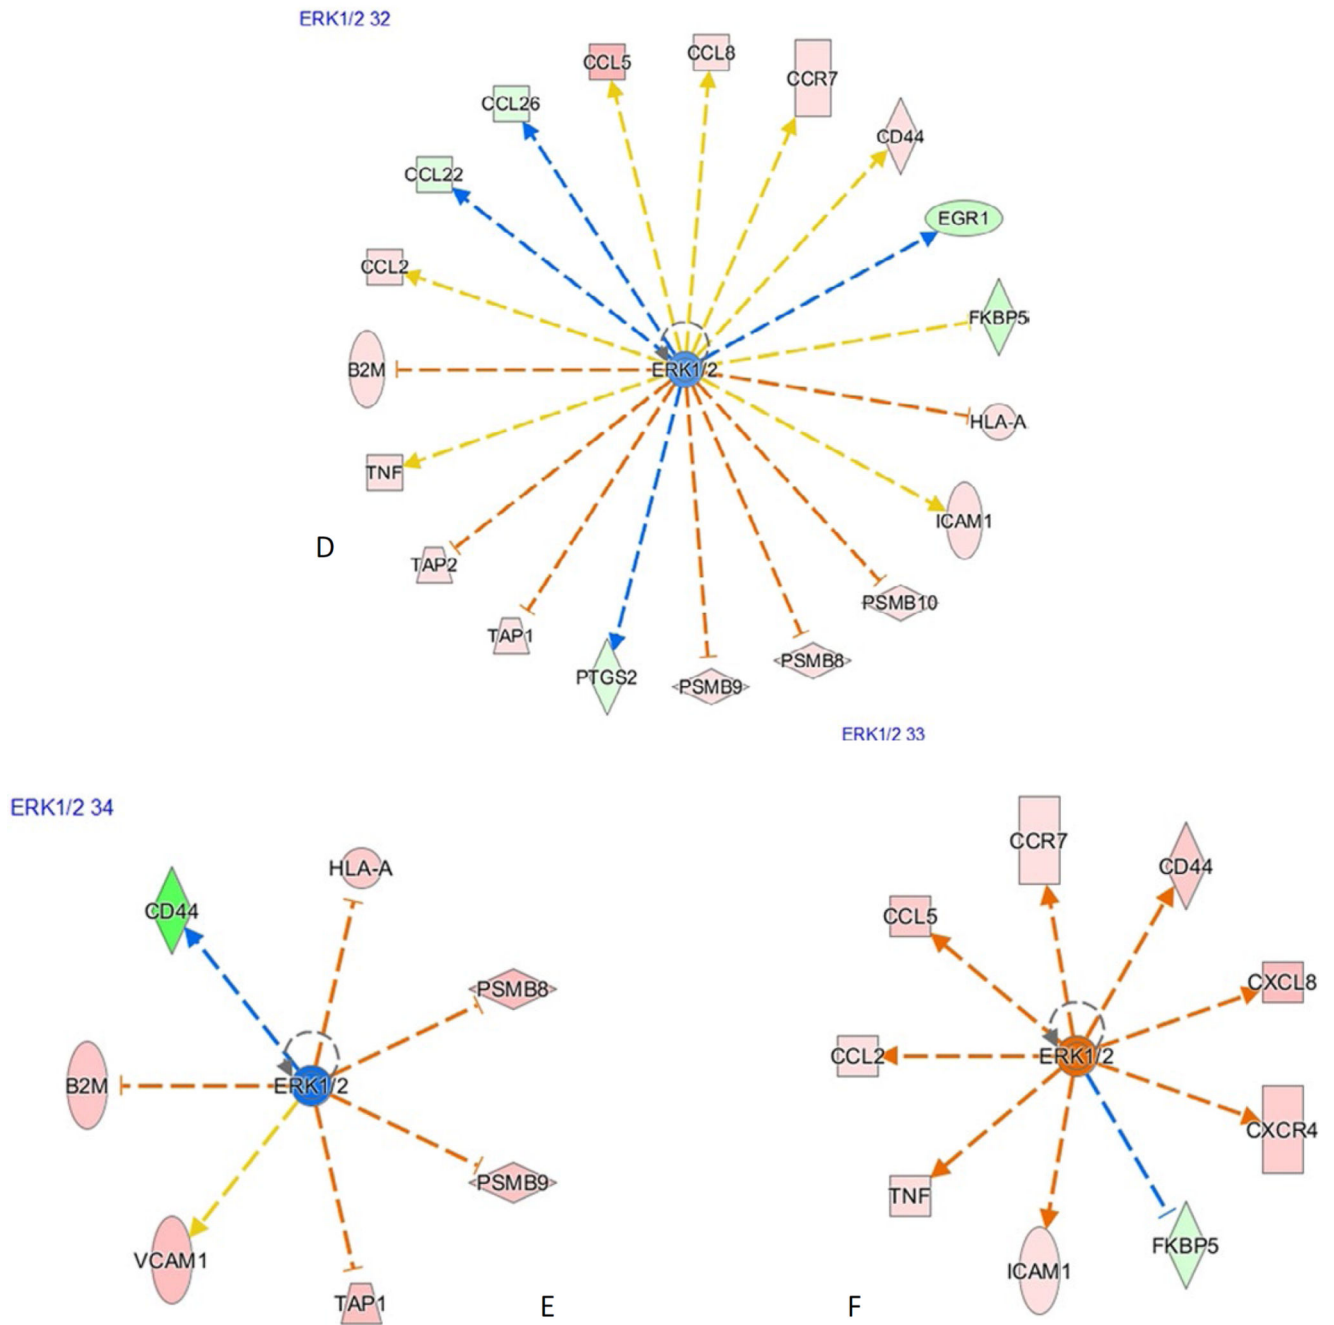 ERK1/2 32
CCL5
CCL8
CCR7
CCL26
CD44
CCL22
EGR1
CCL2
FKBP5
B2M
ERK1/2
HLA-A
TNF
ICAM1
D
TAP2
PSMB10
TAP1
PSMB8
PTGS2
PSMB9
ERK1/2 33
ERK1/2 34
HLA-A
CD44
PSMB8
B2M
ERK1/2
PSMB9
VCAM1
TAP1
E
CCR7
CD44
CCL5
CXCL8
CCL2
ERK1/2
CXCR4
TNF
FKBP5
ICAM1
F